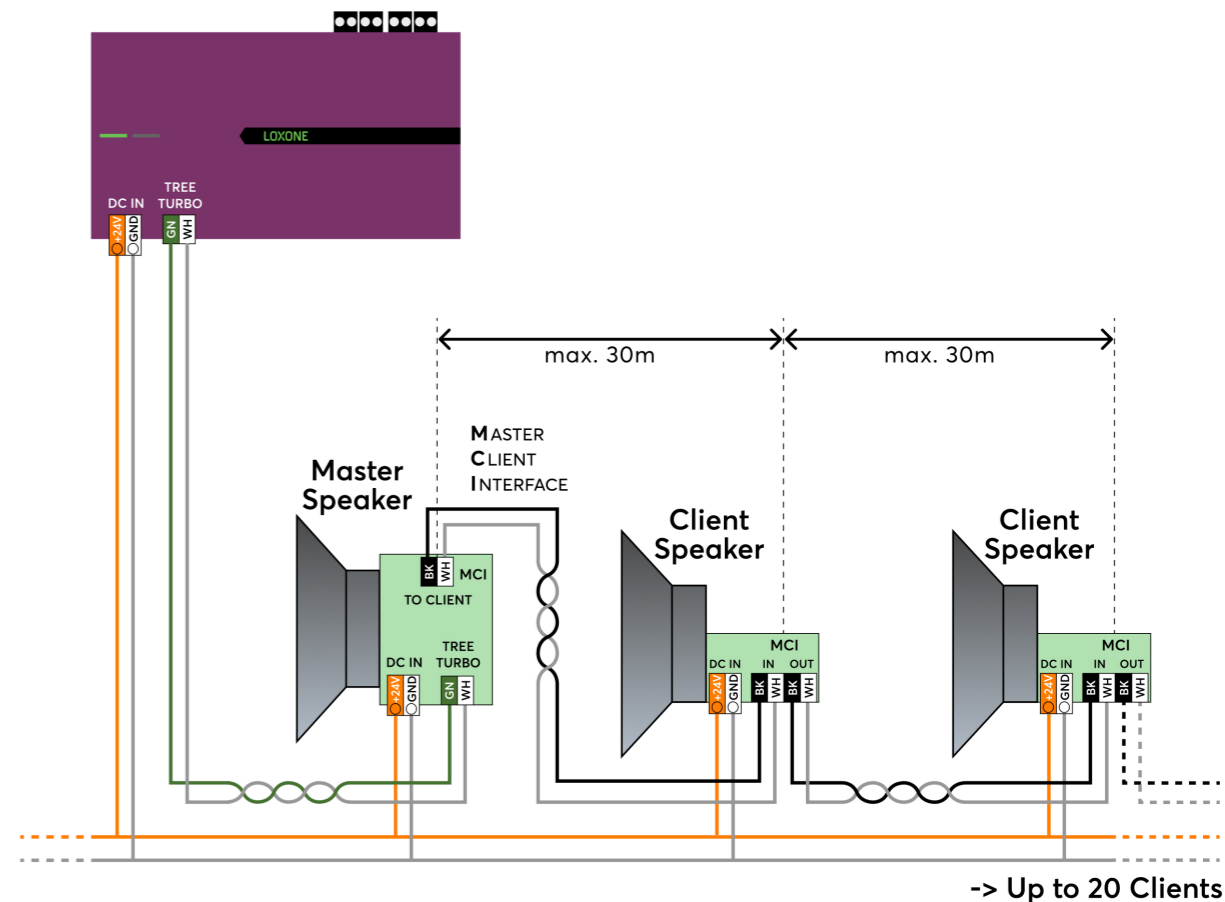 LOXONE
TREE
DC IN TURBO
+24V GND GN WH
max. 30m max. 30m
MASTER
CLIENT
INTERFACE
Master
Speaker
Client
Speaker
Client
Speaker
BK WH MCI
TO CLIENT
TREE
DC IN TURBO
+24V GND GN WH
MCI
DC IN IN OUT
+24V GND BK WH BK WH
MCI
DC IN IN OUT
+24V GND BK WH BK WH
-> Up to 20 Clients